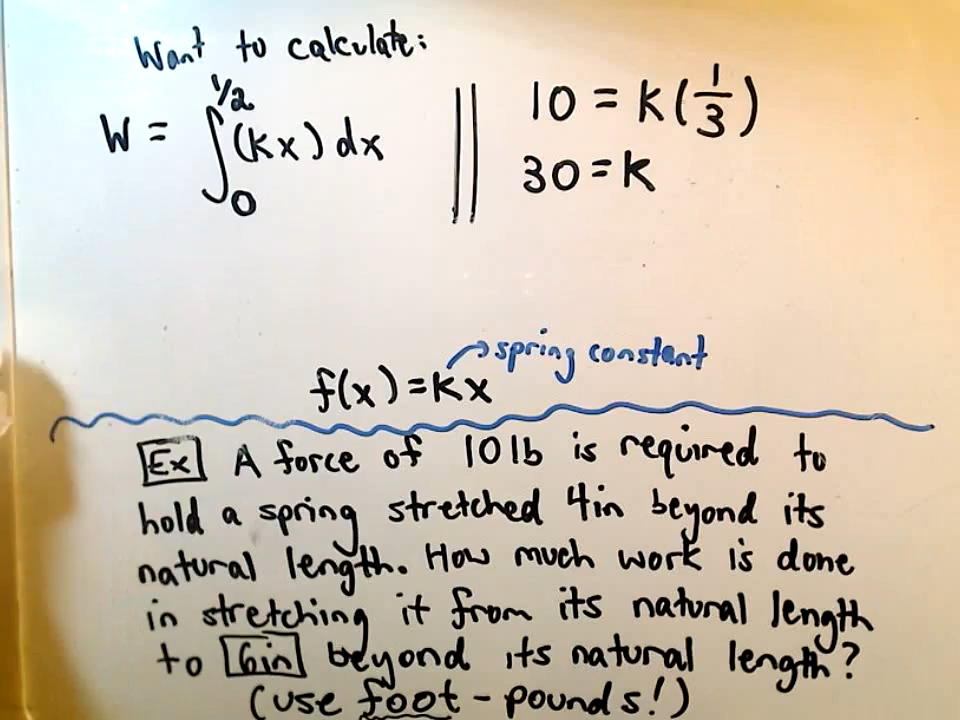 Want to calculate:
W = ∫₀^{1/2} (kx) dx || 10 = k(1/3)
30 = k
spring constant
f(x) = kx
Ex A force of 10 lb is required to
hold a spring stretched 4in beyond its
natural length. How much work is done
in stretching it from its natural length
to 6in beyond its natural length?
(use foot-pounds!)